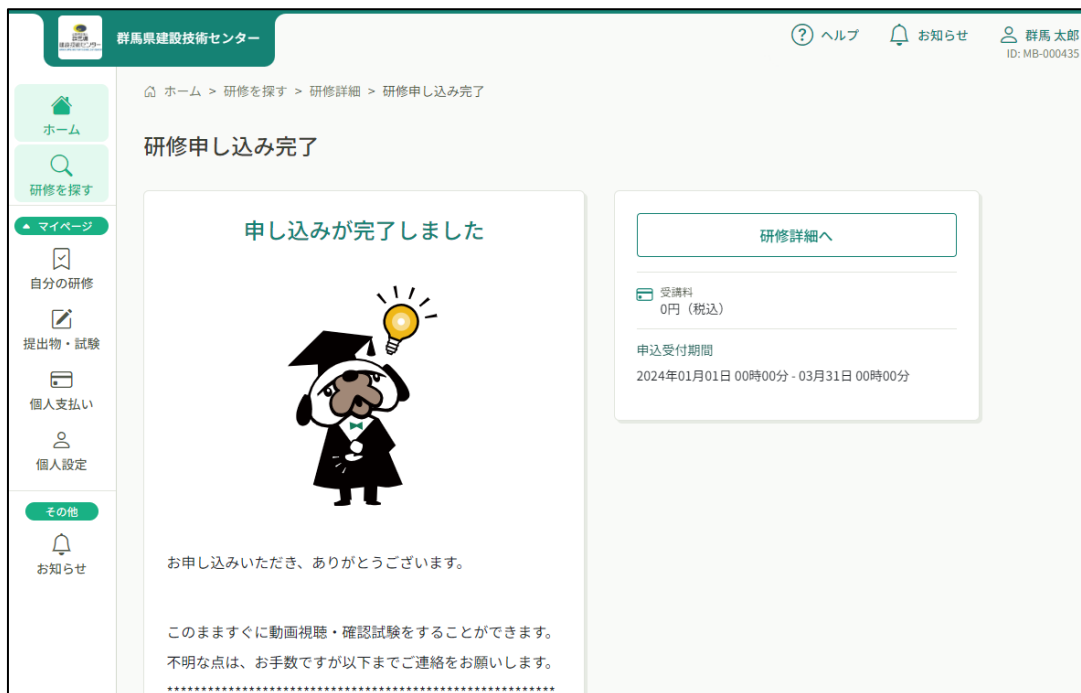 群馬県建設技術センター
ヘルプ
お知らせ
群馬 太郎
ID: MB-000435
ホーム > 研修を探す > 研修詳細 > 研修申し込み完了
ホーム
研修を探す
マイページ
自分の研修
提出物・試験
個人支払い
個人設定
その他
お知らせ
研修申し込み完了
申し込みが完了しました
お申し込みいただき、ありがとうございます。
このまますぐに動画視聴・確認試験をすることができます。
不明な点は、お手数ですが以下までご連絡をお願いします。
*********************************************************
研修詳細へ
受講料
0円（税込）
申込受付期間
2024年01月01日 00時00分 - 03月31日 00時00分